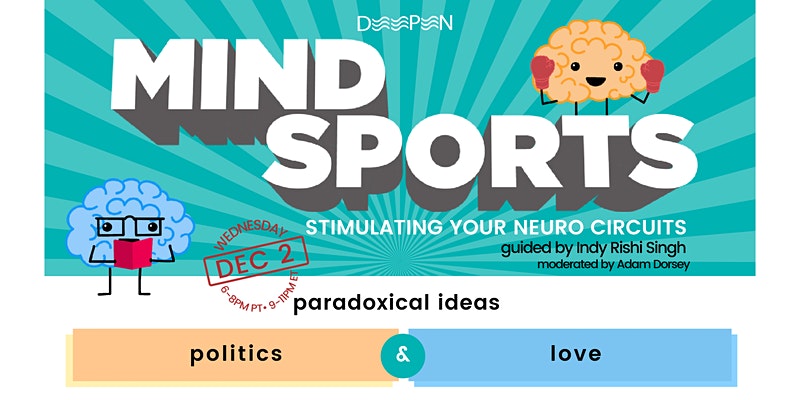 DEEPEN
MIND
SPORTS
STIMULATING YOUR NEURO CIRCUITS
guided by Indy Rishi Singh
moderated by Adam Dorsey
WEDNESDAY
DEC 2
6-8PM PT • 9-11PM ET
paradoxical ideas
politics & love